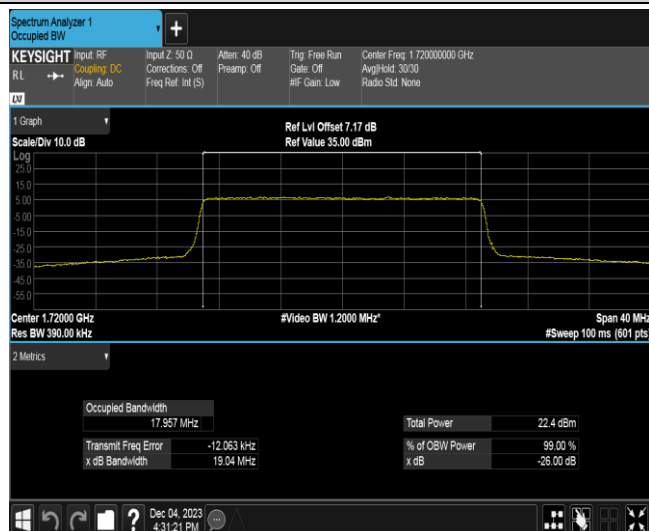 Spectrum Analyzer 1
Occupied BW
+
KEYSIGHT Input: RF Input Z: 50 Ω Atten: 40 dB Trig: Free Run Center Freq: 1.720000000 GHz
RL Coupling: DC Corrections: Off Preamp: Off Gate: Off Avg|Hold: 30/30
Align: Auto Freq Ref: Int (S) #IF Gain: Low Radio Std: None
LXI
1 Graph Ref Lvl Offset 7.17 dB
Scale/Div 10.0 dB Ref Value 35.00 dBm
Log
25.0
15.0
5.00
-5.00
-15.0
-25.0
-35.0
-45.0
-55.0
Center 1.72000 GHz #Video BW 1.2000 MHz* Span 40 MHz
Res BW 390.00 kHz #Sweep 100 ms (601 pts)
2 Metrics
Occupied Bandwidth
17.957 MHz Total Power 22.4 dBm
Transmit Freq Error -12.063 kHz % of OBW Power 99.00 %
x dB Bandwidth 19.04 MHz x dB -26.00 dB
? Dec 04, 2023
4:31:21 PM